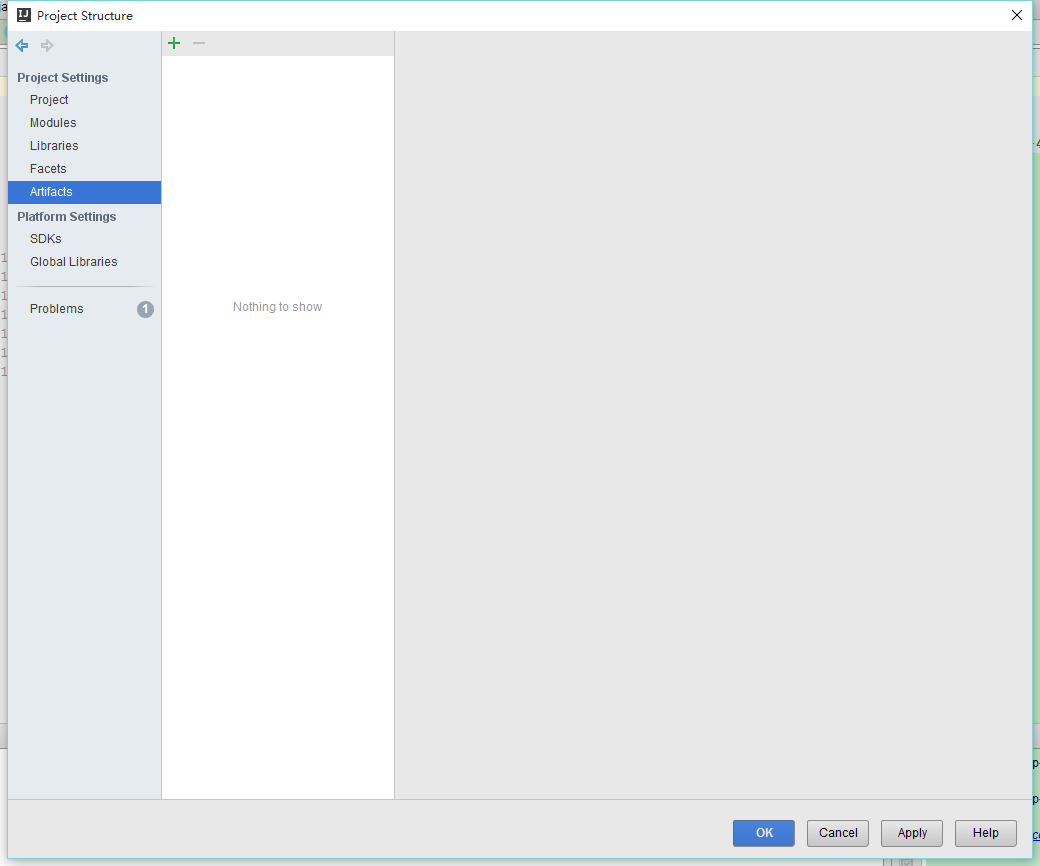 Project Structure
Project Settings
Project
Modules
Libraries
Facets
Artifacts
Platform Settings
SDKs
Global Libraries
Problems 1
Nothing to show
OK Cancel Apply Help